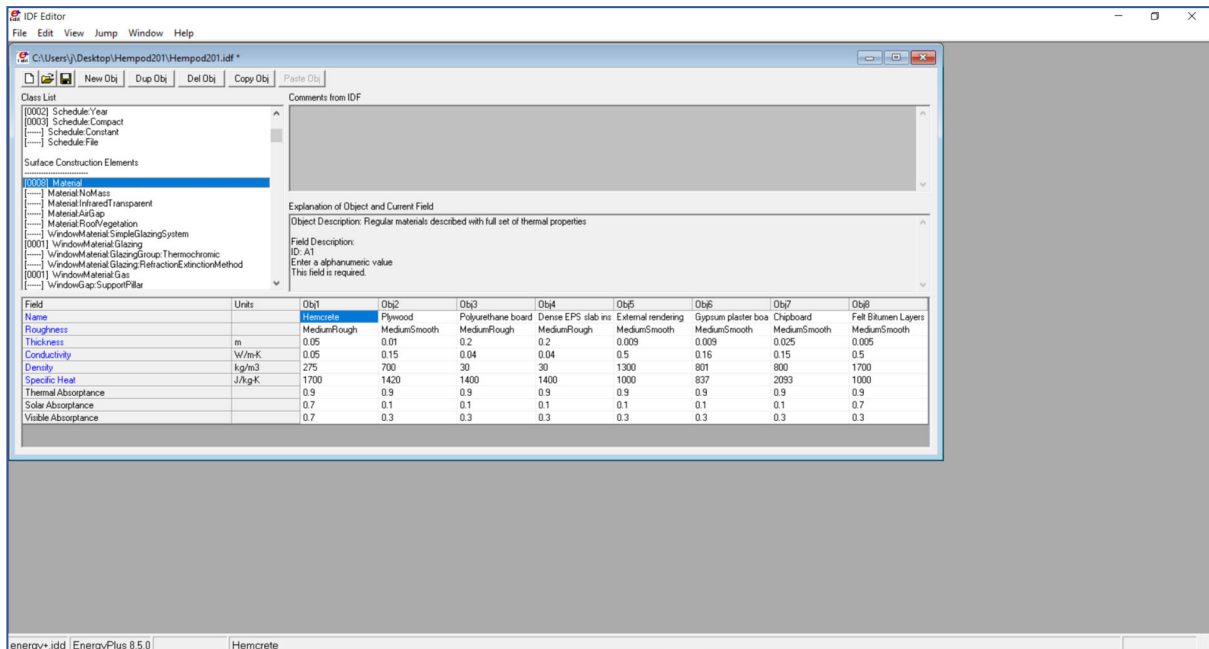 IDF Editor
File Edit View Jump Window Help
C:\Users\j\Desktop\Hempod201\Hempod201.idf *
New Obj Dup Obj Del Obj Copy Obj Paste Obj
Class List
Comments from IDF
[0002] Schedule:Year
[0003] Schedule:Compact
[------] Schedule:Constant
[------] Schedule:File
Surface Construction Elements
--------------------------
[0008] Material
[------] Material:NoMass
[------] Material:InfraredTransparent
[------] Material:AirGap
[------] Material:RoofVegetation
[------] WindowMaterial:SimpleGlazingSystem
[0001] WindowMaterial:Glazing
[------] WindowMaterial:GlazingGroup:Thermochromic
[------] WindowMaterial:Glazing:RefractionExtinctionMethod
[0001] WindowMaterial:Gas
[------] WindowGap:SupportPillar
Explanation of Object and Current Field
Object Description: Regular materials described with full set of thermal properties
Field Description:
ID: A1
Enter a alphanumeric value
This field is required.
Field Units Obj1 Obj2 Obj3 Obj4 Obj5 Obj6 Obj7 Obj8
Name Hemcrete Plywood Polyurethane board Dense EPS slab ins External rendering Gypsum plaster boa Chipboard Felt Bitumen Layers
Roughness MediumRough MediumSmooth MediumRough MediumRough MediumSmooth MediumSmooth MediumSmooth MediumSmooth
Thickness m 0.05 0.01 0.2 0.2 0.009 0.009 0.025 0.005
Conductivity W/m-K 0.05 0.15 0.04 0.04 0.5 0.16 0.15 0.5
Density kg/m3 275 700 30 30 1300 801 800 1700
Specific Heat J/kg-K 1700 1420 1400 1400 1000 837 2093 1000
Thermal Absorptance 0.9 0.9 0.9 0.9 0.9 0.9 0.9 0.9
Solar Absorptance 0.7 0.1 0.1 0.1 0.1 0.1 0.1 0.7
Visible Absorptance 0.7 0.3 0.3 0.3 0.3 0.3 0.3 0.3
energy+.idd EnergyPlus 8.5.0 Hemcrete